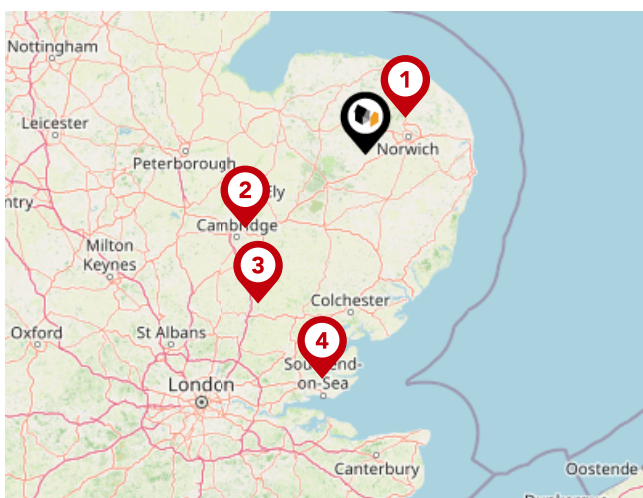 Nottingham
1
Leicester
Norwich
Peterborough
2
Ely
ntry
Cambridge
Milton
Keynes
3
Colchester
Oxford
St Albans
4
on-Sea
London
Canterbury
Oostende